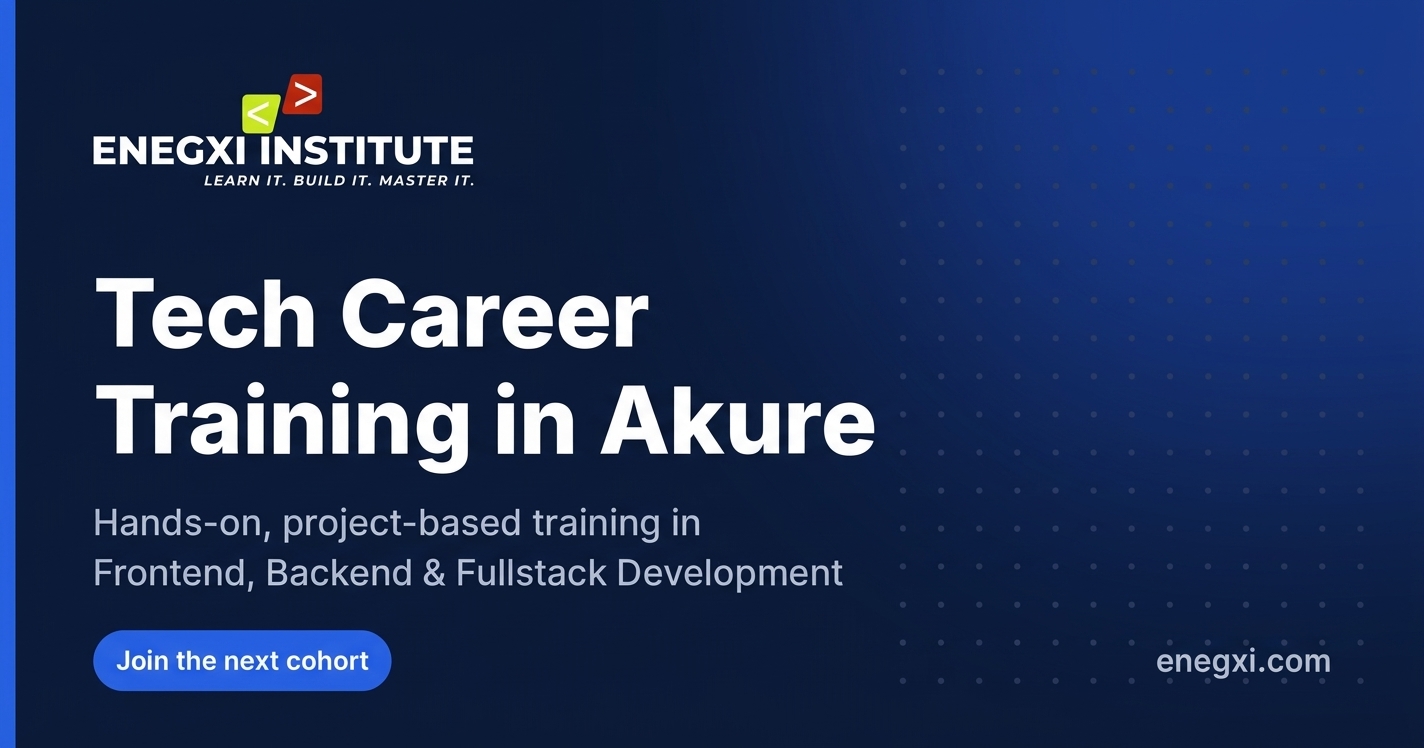 < >
ENEGXI INSTITUTE
LEARN IT. BUILD IT. MASTER IT.
Tech Career
Training in Akure
Hands-on, project-based training in
Frontend, Backend & Fullstack Development
Join the next cohort
enegxi.com